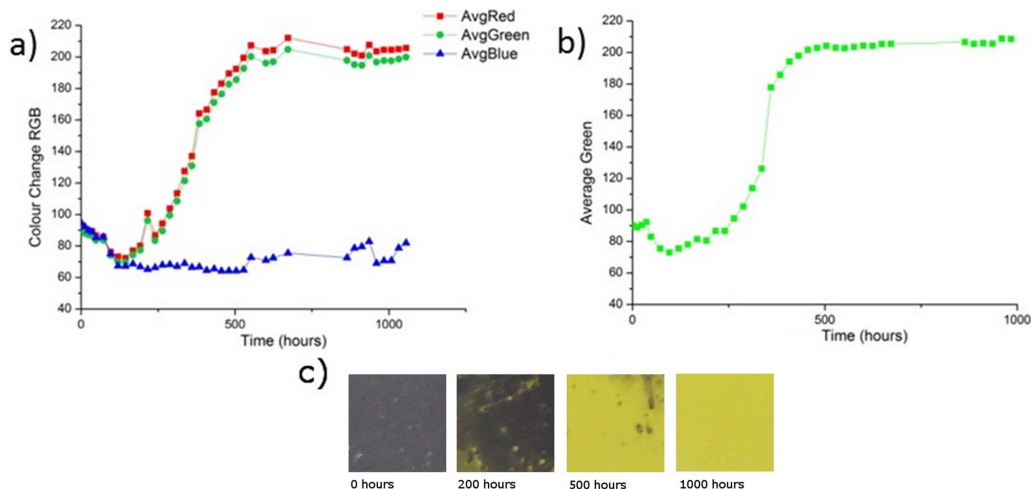 a)
AvgRed
AvgGreen
AvgBlue
Colour Change RGB
220
200
180
160
140
120
100
80
60
40
0
500
1000
Time (hours)
b)
Average Green
220
200
180
160
140
120
100
80
60
40
0
500
1000
Time (hours)
c)
0 hours
200 hours
500 hours
1000 hours